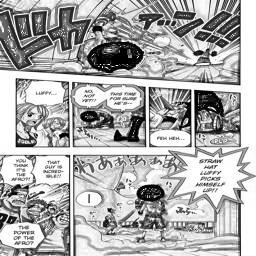 THIS TIME
FOR SURE
HE'S--
NO,
NOT
YET!!
FEH HEH...
LUFFY...
STRAW
HAT
LUFFY
PICKS
HIMSELF
UP!!
THAT
GUY IS
INCRED-
IBLE!!
YOU
THINK
IT'S THE
AFRO?
THE
POWER
OF THE
AFRO?